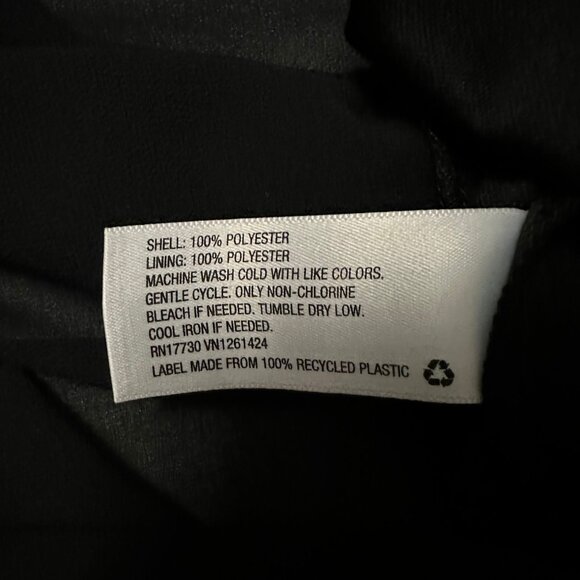 SHELL: 100% POLYESTER
LINING: 100% POLYESTER
MACHINE WASH COLD WITH LIKE COLORS.
GENTLE CYCLE. ONLY NON-CHLORINE
BLEACH IF NEEDED. TUMBLE DRY LOW.
COOL IRON IF NEEDED.
RN17730 VN1261424
LABEL MADE FROM 100% RECYCLED PLASTIC